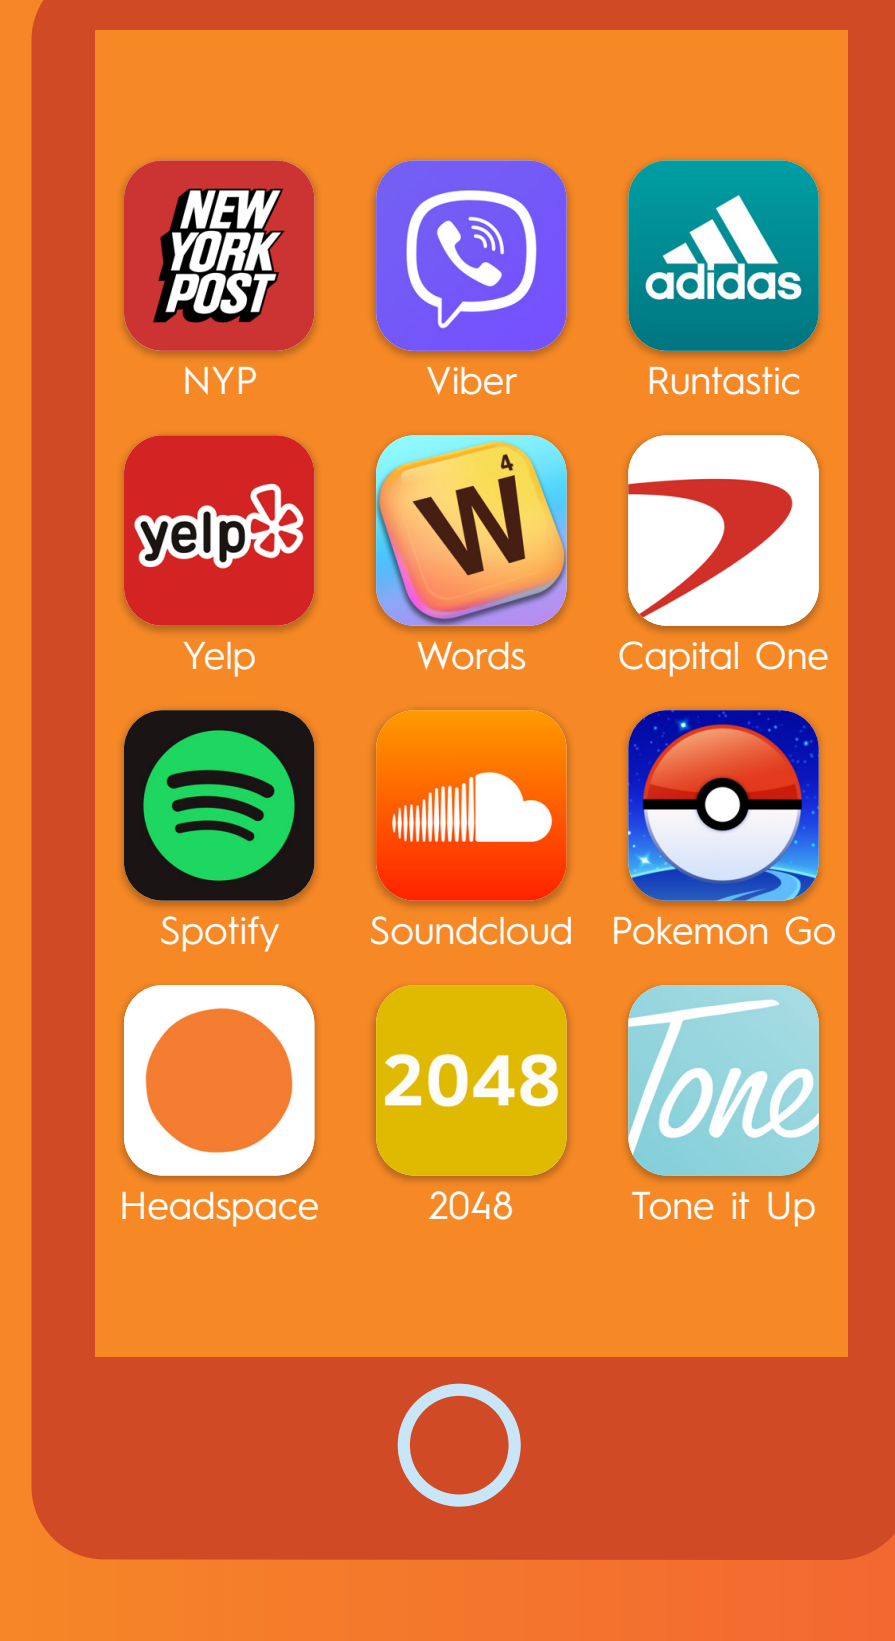 NEW
YORK
POST
adidas
NYP
Viber
Runtastic
yelp
4
W
Yelp
Words
Capital One
Spotify
Soundcloud
Pokemon Go
2048
Tone
Headspace
2048
Tone it Up